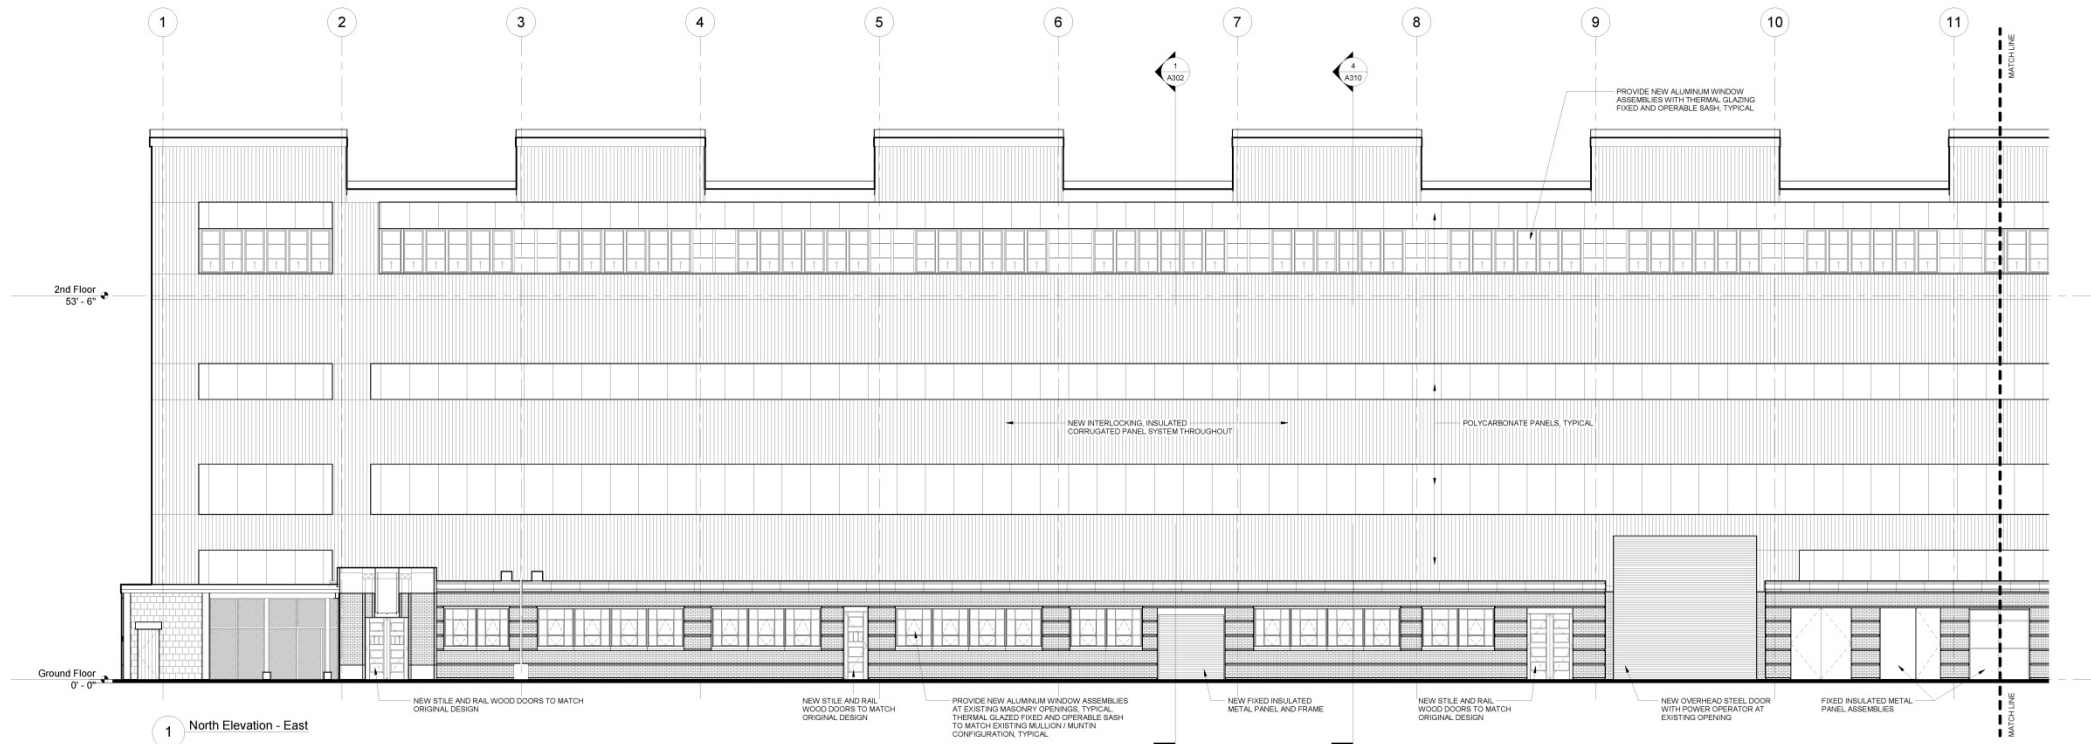 1 2 3 4 5 6 7 8 9 10 11
1
A302
4
A310
MATCH LINE
PROVIDE NEW ALUMINUM WINDOW
ASSEMBLIES WITH THERMAL GLAZING
FIXED AND OPERABLE SASH, TYPICAL
2nd Floor
53' - 6"
NEW INTERLOCKING, INSULATED
CORRUGATED PANEL SYSTEM THROUGHOUT
POLYCARBONATE PANELS, TYPICAL
Ground Floor
0' - 0"
NEW STILE AND RAIL WOOD DOORS TO MATCH
ORIGINAL DESIGN
NEW STILE AND RAIL
WOOD DOORS TO MATCH
ORIGINAL DESIGN
PROVIDE NEW ALUMINUM WINDOW ASSEMBLIES
AT EXISTING MASONRY OPENINGS, TYPICAL.
THERMAL GLAZED FIXED AND OPERABLE SASH
TO MATCH EXISTING MULLION / MUNTIN
CONFIGURATION, TYPICAL
NEW FIXED INSULATED
METAL PANEL AND FRAME
NEW STILE AND RAIL
WOOD DOORS TO MATCH
ORIGINAL DESIGN
NEW OVERHEAD STEEL DOOR
WITH POWER OPERATOR AT
EXISTING OPENING
FIXED INSULATED METAL
PANEL ASSEMBLIES
MATCH LINE
1 North Elevation - East